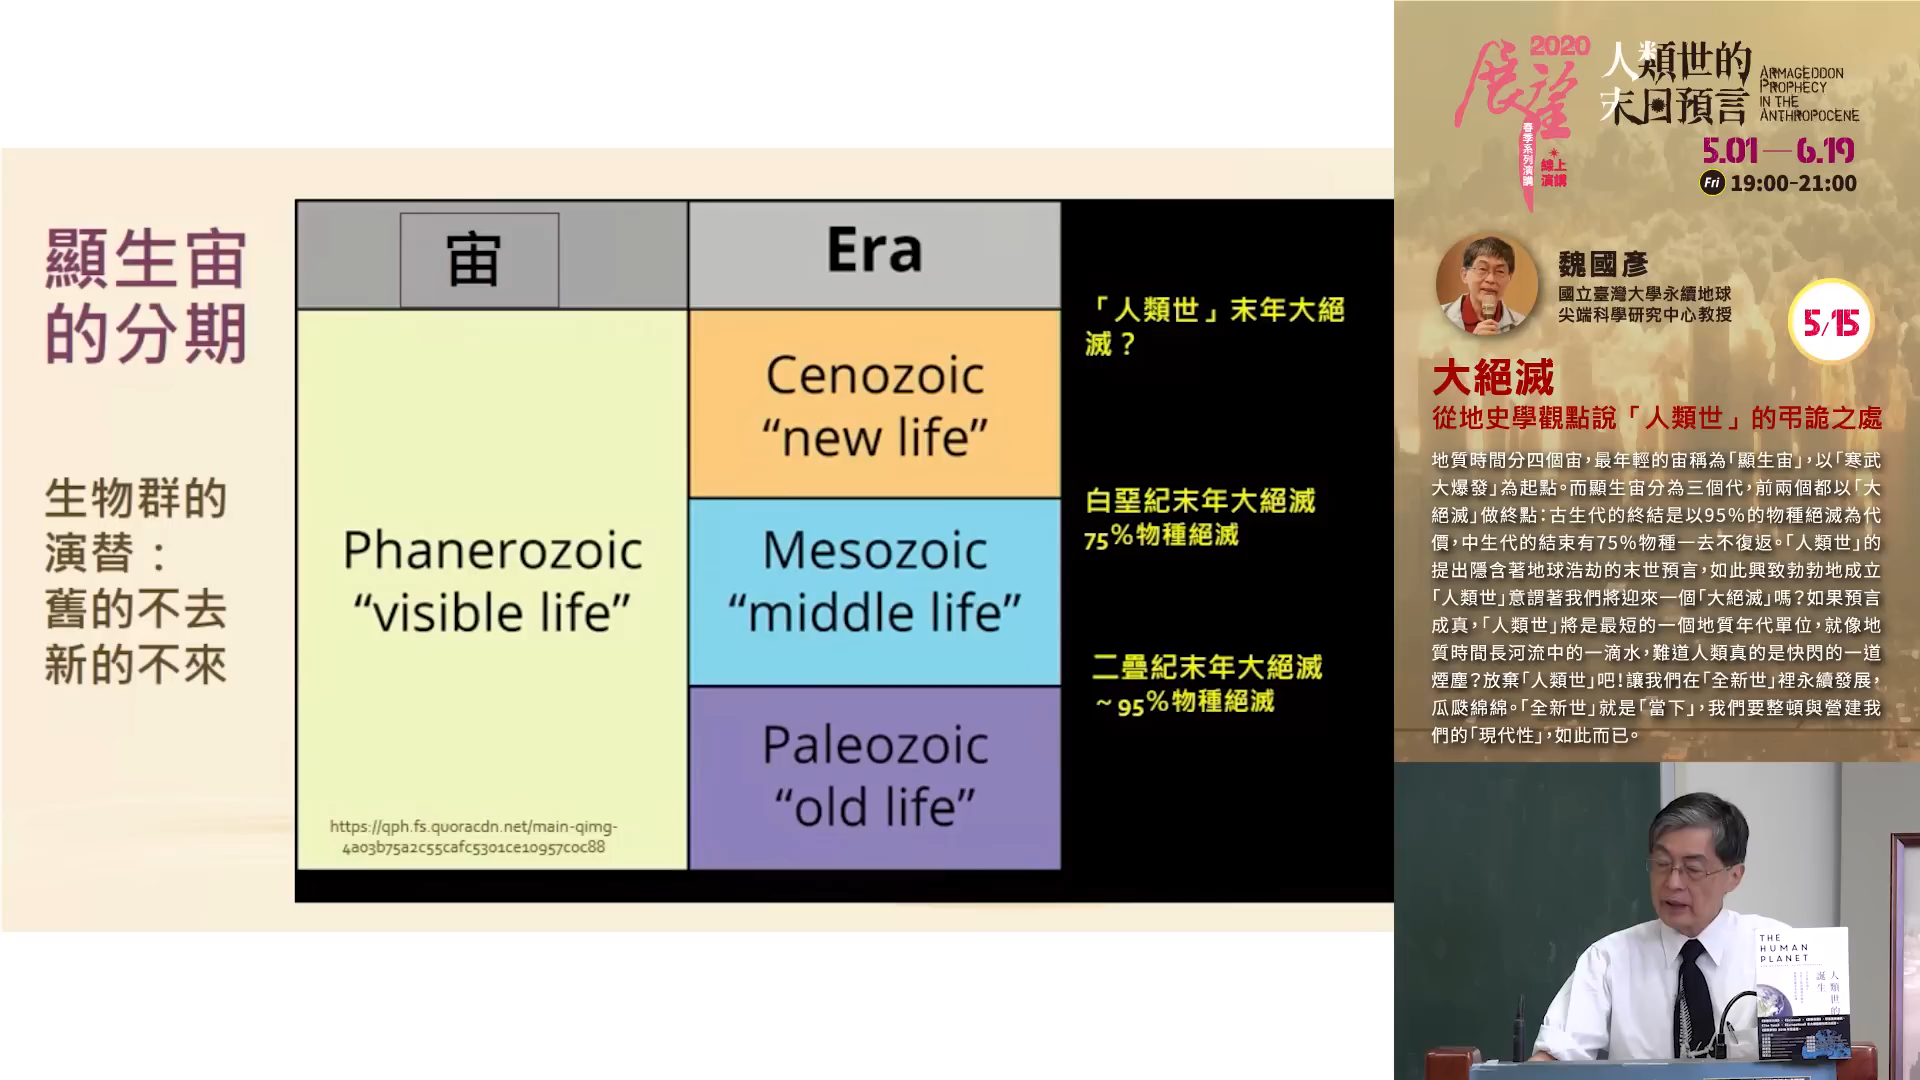 顯生宙
的分期
生物群的
演替：
舊的不去
新的不來
宙
Era
Phanerozoic
“visible life”
Cenozoic
“new life”
Mesozoic
“middle life”
Paleozoic
“old life”
https://qph.fs.quoracdn.net/main-qimg-
4a03b75a2c55cafc5301ce10957c0c88
「人類世」末年大絕
滅？
白堊紀末年大絕滅
75%物種絕滅
二疊紀末年大絕滅
~95%物種絕滅
2020
展望
春季系列演講
線上
演講
人類世的
末日預言
ARMAGEDDON
PROPHECY
IN THE
ANTHROPOCENE
5.01—6.19
Fri 19:00-21:00
魏國彥
國立臺灣大學永續地球
尖端科學研究中心教授
5/15
大絕滅
從地史學觀點說「人類世」的弔詭之處
地質時間分四個宙，最年輕的宙稱為「顯生宙」，以「寒武
大爆發」為起點。而顯生宙分為三個代，前兩個都以「大
絕滅」做終點：古生代的終結是以95%的物種絕滅為代
價，中生代的結束有75%物種一去不復返。「人類世」的
提出隱含著地球浩劫的末世預言，如此興致勃勃地成立
「人類世」意謂著我們將迎來一個「大絕滅」嗎？如果預言
成真，「人類世」將是最短的一個地質年代單位，就像地
質時間長河流中的一滴水，難道人類真的是快閃的一道
煙塵？放棄「人類世」吧！讓我們在「全新世」裡永續發展，
瓜瓞綿綿。「全新世」就是「當下」，我們要整頓與營建我
們的「現代性」，如此而已。
THE
HUMAN
PLANET
人類世的
誕生